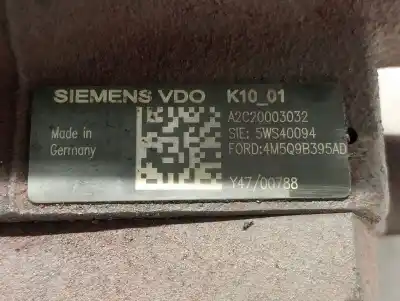 SIEMENS VDO K10_01
A2C20003032
SIE: 5WS40094
Made in
Germany
FORD:4M5Q9B395AD
Y47/00788